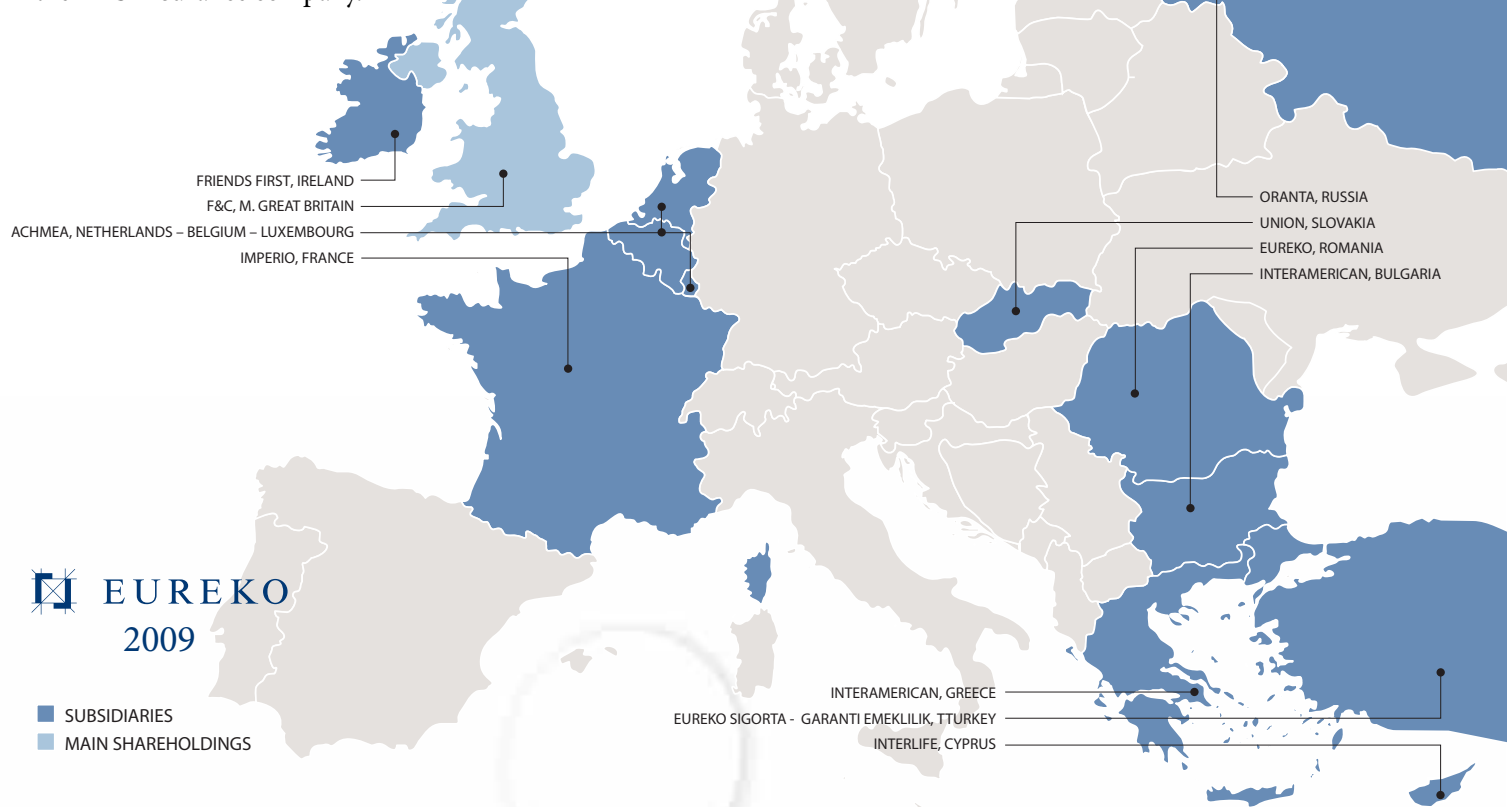 FRIENDS FIRST, IRELAND
F&C, M. GREAT BRITAIN
ACHMEA, NETHERLANDS – BELGIUM – LUXEMBOURG
IMPERIO, FRANCE
ORANTA, RUSSIA
UNION, SLOVAKIA
EUREKO, ROMANIA
INTERAMERICAN, BULGARIA
EUREKO
2009
SUBSIDIARIES
MAIN SHAREHOLDINGS
INTERAMERICAN, GREECE
EUREKO SIGORTA - GARANTI EMEKLILIK, TTURKEY
INTERLIFE, CYPRUS